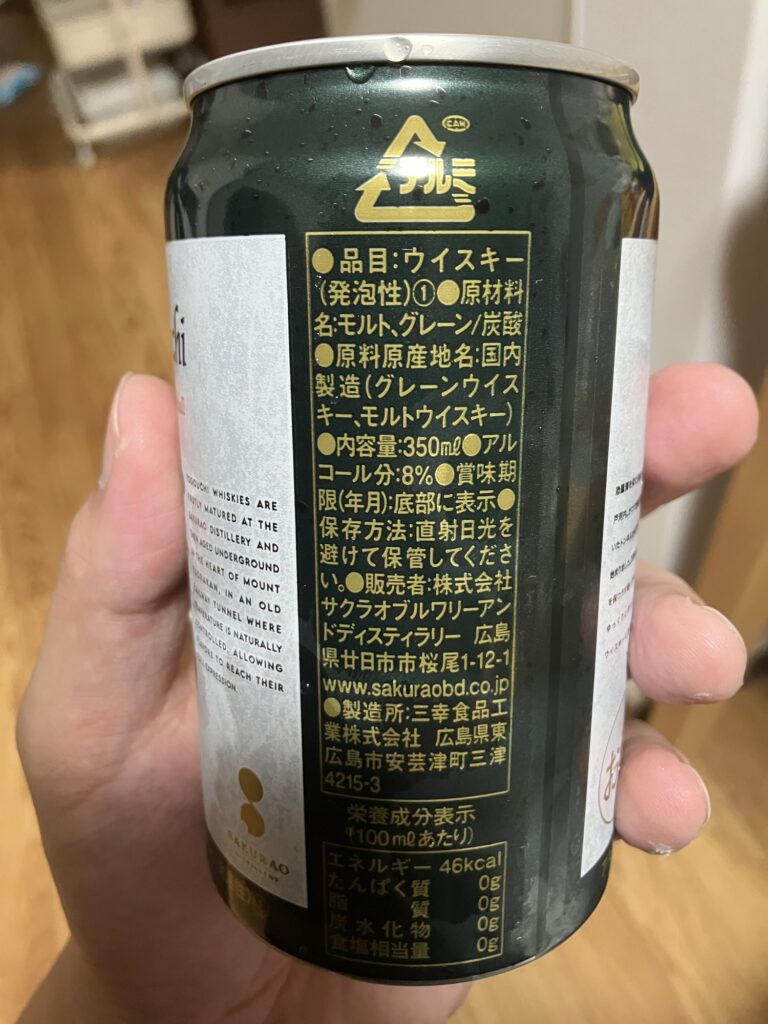 CAN
アルミ
●品目:ウイスキー
(発泡性)①●原材料
名:モルト、グレーン/炭酸
●原料原産地名:国内
製造(グレーンウイス
キー、モルトウイスキー)
●内容量:350ml●アル
コール分:8%●賞味期
限(年月):底部に表示●
保存方法:直射日光を
避けて保管してくださ
い。●販売者:株式会社
サクラオブルワリーアン
ドディスティラリー 広島
県廿日市市桜尾1-12-1
www.sakuraobd.co.jp
●製造所:三幸食品工
業株式会社 広島県東
広島市安芸津町三津
4215-3
栄養成分表示
(100mlあたり)
エネルギー 46kcal
たんぱく質 0g
脂質 0g
炭水化物 0g
食塩相当量 0g
WHISKIES ARE
MATURED AT THE
DISTILLERY AND
AGED UNDERGROUND
THE HEART OF MOUNT
IN AN OLD
TUNNEL WHERE
IS NATURALLY
ALLOWING
TO REACH THEIR
EXPRESSION
SAKURAO